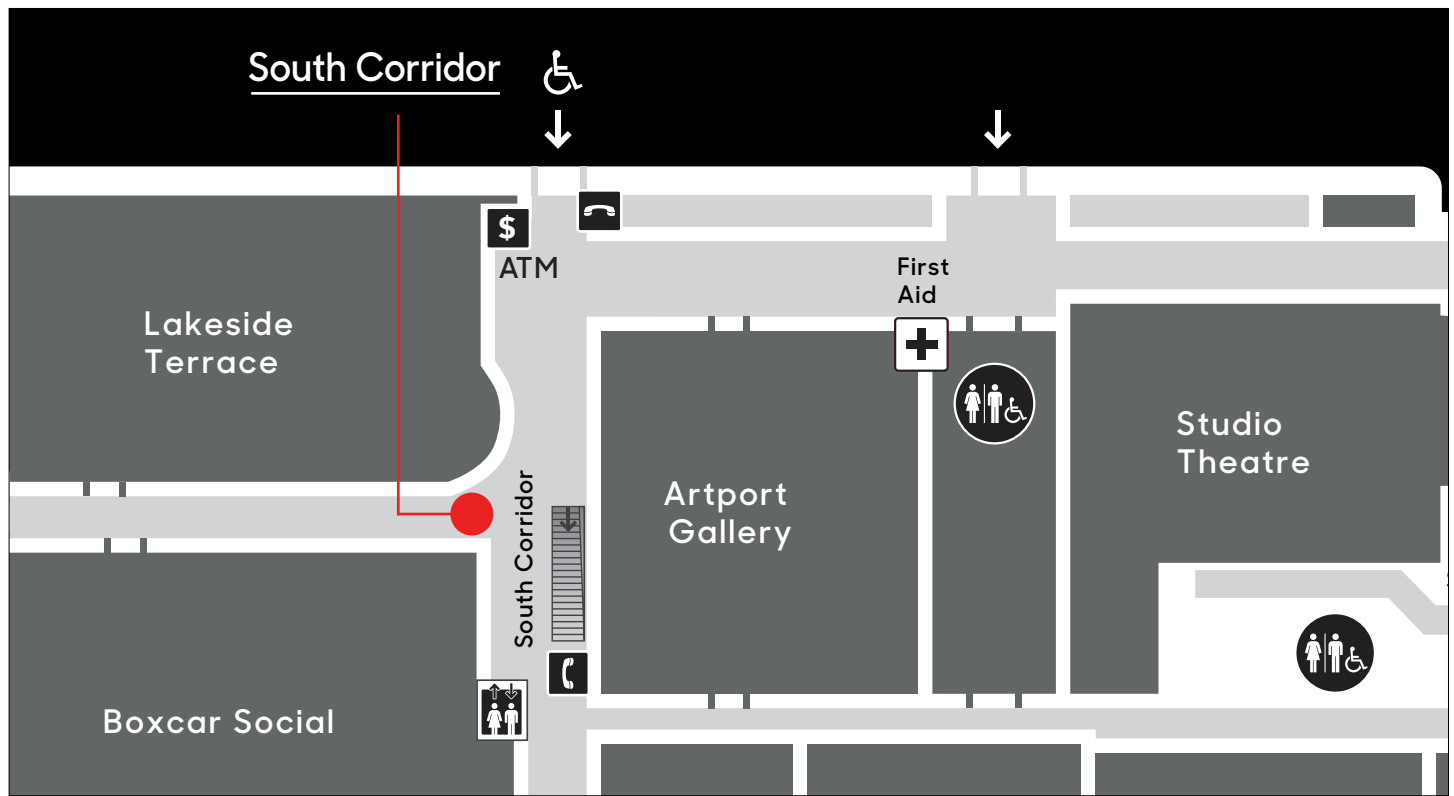 South Corridor
$
ATM
First
Aid
Lakeside
Terrace
Studio
Theatre
Artport
Gallery
South Corridor
Boxcar Social